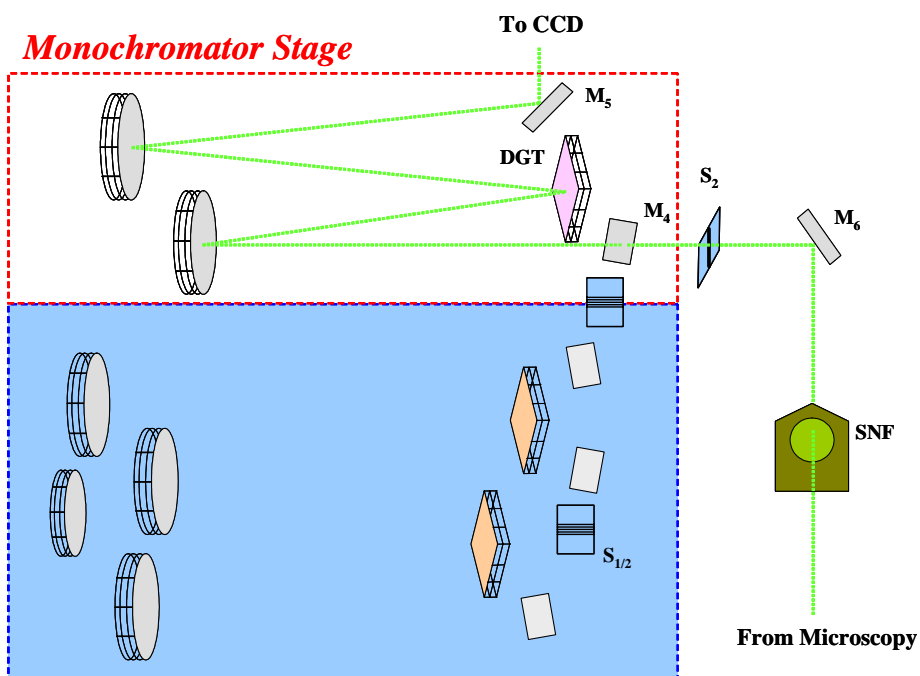 To CCD
Monochromator Stage
M5
DGT
S2
M4
M6
SNF
S1/2
From Microscopy